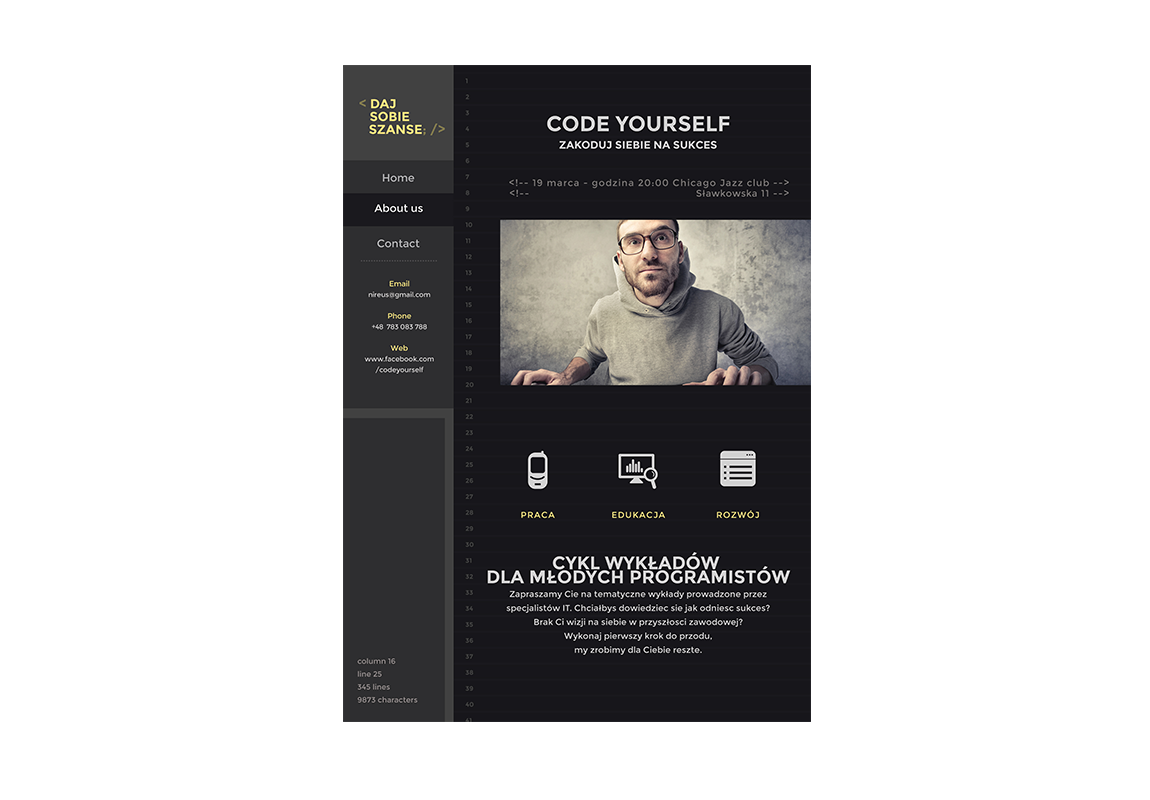 < DAJ
SOBIE
SZANSE; />
Home
About us
Contact
Email
nireus@gmail.com
Phone
+48 783 083 788
Web
www.facebook.com
/codeyourself
column 16
line 25
345 lines
9873 characters
1
2
3
4
5
6
7
8
9
10
11
12
13
14
15
16
17
18
19
20
21
22
23
24
25
26
27
28
29
30
31
32
33
34
35
36
37
38
39
40
41
CODE YOURSELF
ZAKODUJ SIEBIE NA SUKCES
<!-- 19 marca - godzina 20:00 Chicago Jazz club -->
<!-- Sławkowska 11 -->
PRACA
EDUKACJA
ROZWÓJ
CYKL WYKŁADÓW
DLA MŁODYCH PROGRAMISTÓW
Zapraszamy Cie na tematyczne wykłady prowadzone przez
specjalistów IT. Chciałbys dowiedziec sie jak odniesc sukces?
Brak Ci wizji na siebie w przyszłosci zawodowej?
Wykonaj pierwszy krok do przodu,
my zrobimy dla Ciebie reszte.